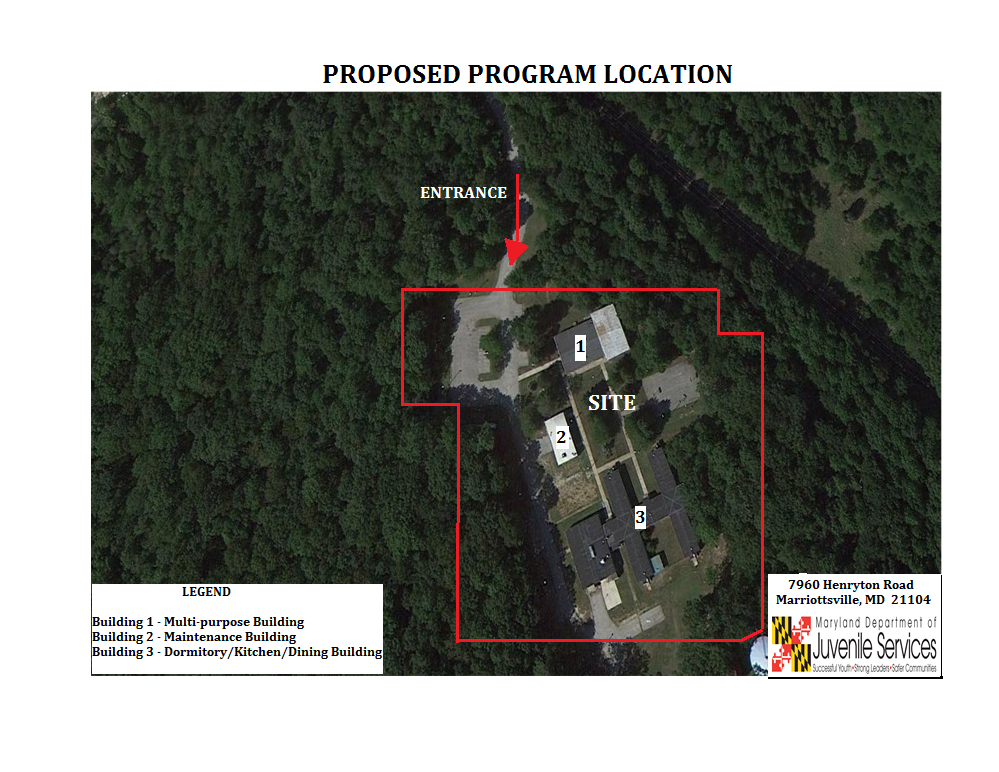 PROPOSED PROGRAM LOCATION
ENTRANCE
1
SITE
2
3
LEGEND
Building 1 - Multi-purpose Building
Building 2 - Maintenance Building
Building 3 - Dormitory/Kitchen/Dining Building
7960 Henryton Road
Marriottsville, MD 21104
Maryland Department of
Juvenile Services
Successful Youth•Strong Leaders•Safer Communities